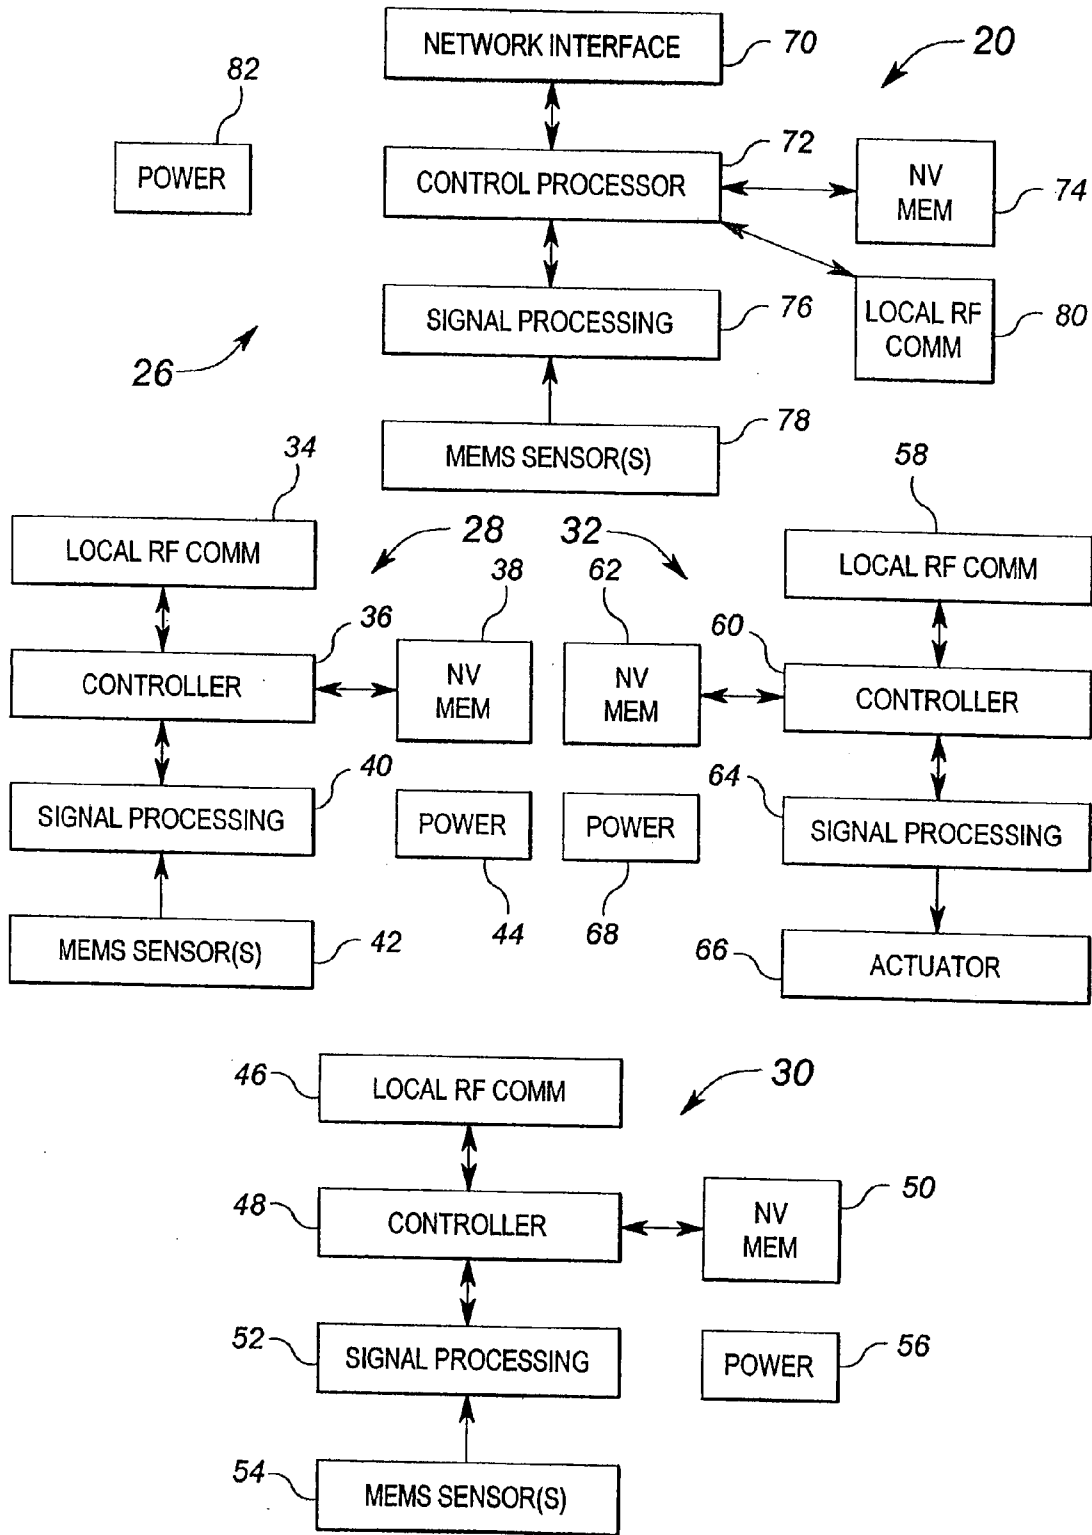 NETWORK INTERFACE
70
20
82
POWER
72
CONTROL PROCESSOR
NV
MEM
74
76
SIGNAL PROCESSING
LOCAL RF
COMM
80
26
78
MEMS SENSOR(S)
34
LOCAL RF COMM
28
32
58
LOCAL RF COMM
38
62
36
CONTROLLER
NV
MEM
NV
MEM
60
CONTROLLER
40
SIGNAL PROCESSING
POWER
POWER
64
SIGNAL PROCESSING
MEMS SENSOR(S)
42
44
68
66
ACTUATOR
46
LOCAL RF COMM
30
48
CONTROLLER
NV
MEM
50
52
SIGNAL PROCESSING
POWER
56
54
MEMS SENSOR(S)